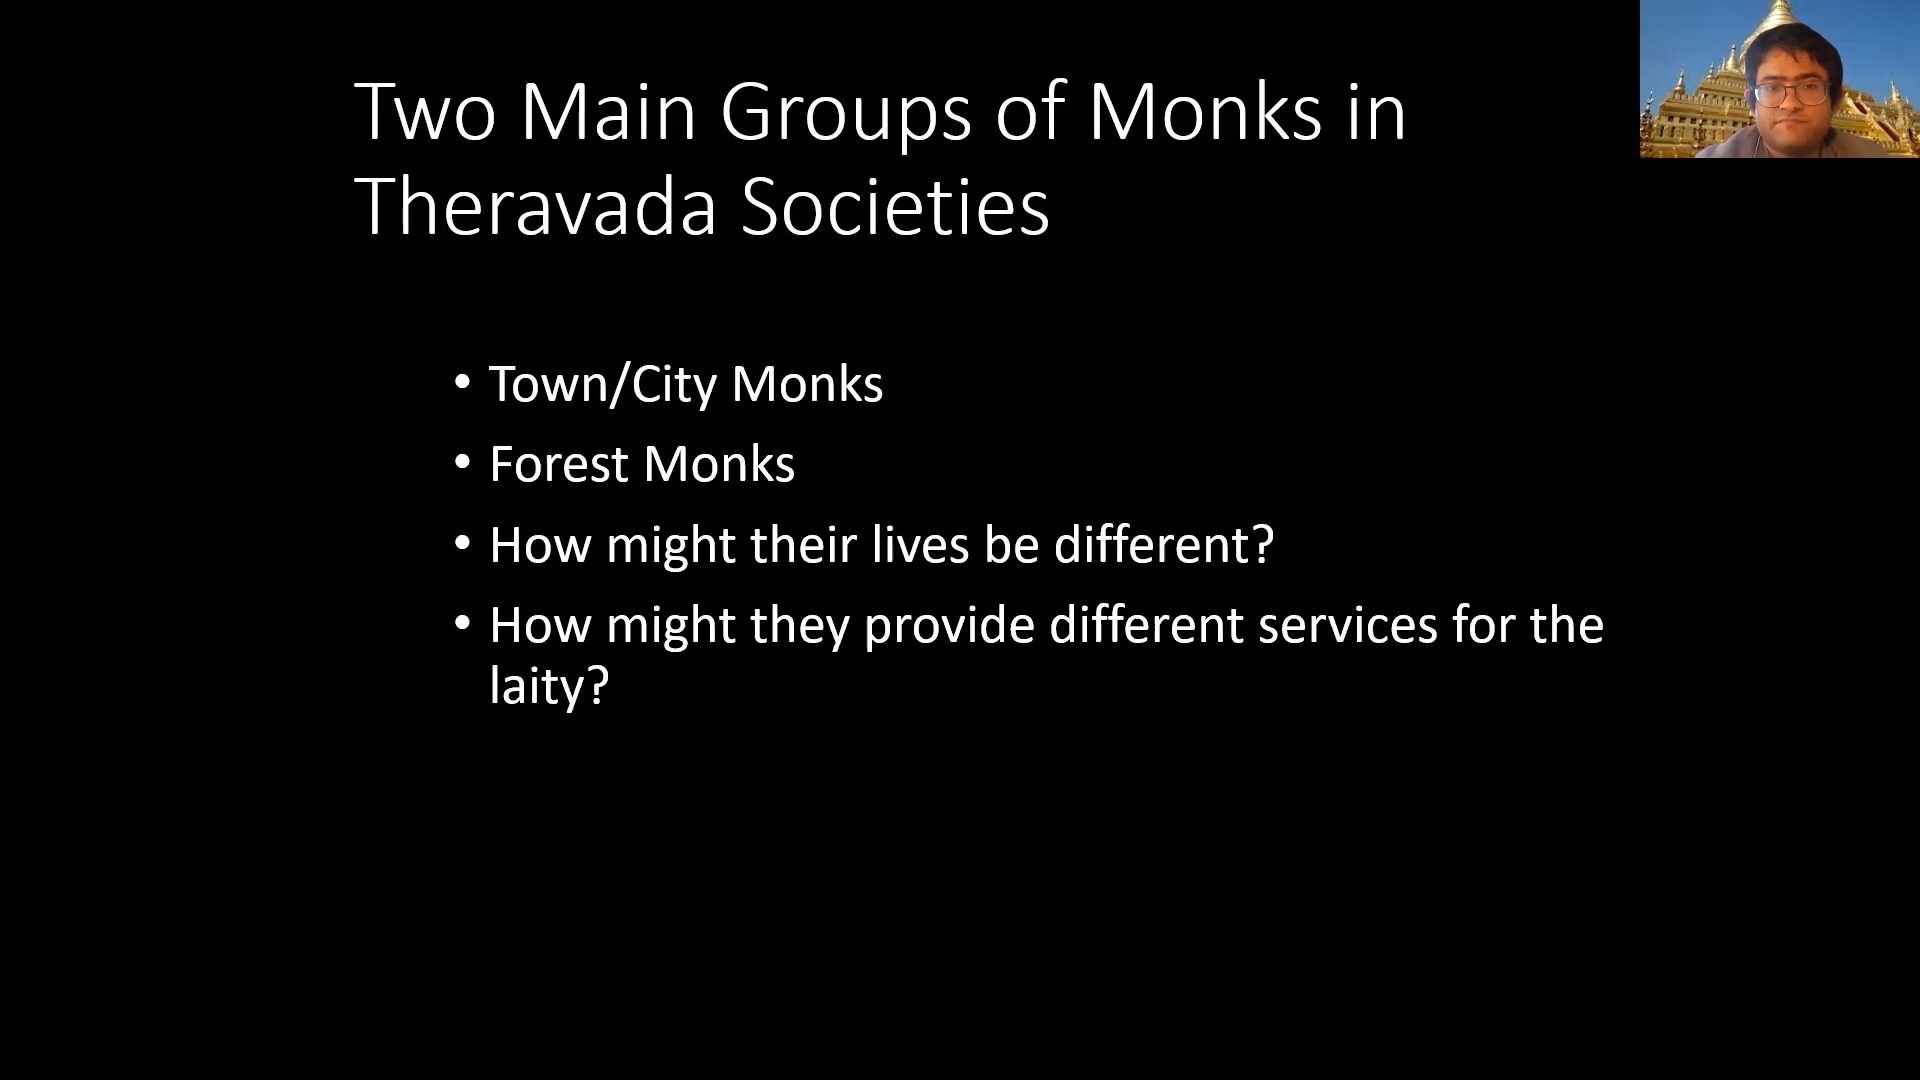 Two Main Groups of Monks in
Theravada Societies
• Town/City Monks
• Forest Monks
• How might their lives be different?
• How might they provide different services for the
laity?